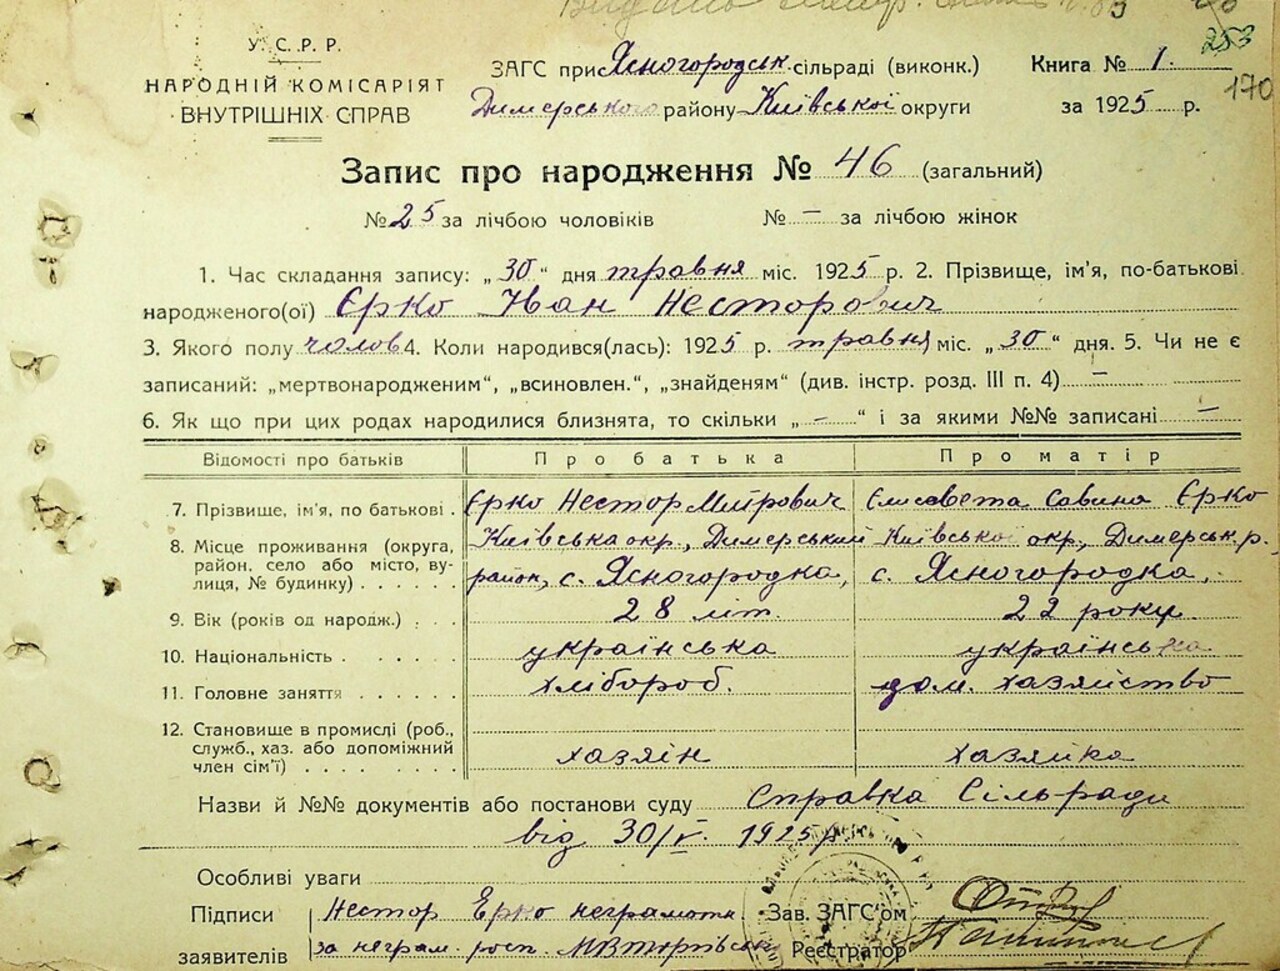 253
170
У. С. Р. Р.
НАРОДНІЙ КОМІСАРІЯТ
ВНУТРІШНІХ СПРАВ
ЗАГС при Ясногородськ. сільраді (виконк.)
Димерського району Київської округи
Книга № 1.
за 1925 р.
Запис про народження № 46 (загальний)
№ 25 за лічбою чоловіків № — за лічбою жінок
1. Час складання запису: „30“ дня травня міс. 1925 р. 2. Прізвище, ім'я, по-батькові
народженого(ої) Єрко Іван Несторович
3. Якого полу чолов 4. Коли народився(лась): 1925 р. травня міс. „30“ дня. 5. Чи не є
записаний: „мертвонародженим“, „всиновлен.“, „знайденям“ (див. інстр. розд. III п. 4) —
6. Як що при цих родах народилися близнята, то скільки „—“ і за якими №№ записані —
Відомості про батьків Про батька Про матір
7. Прізвище, ім'я, по батькові . Єрко Нестор Єлисавета Савина Єрко
8. Місце проживання (округа, район, село або місто, вулиця, № будинку) . . . . . Київська окр., Димерський район, с. Ясногородка, Київської окр., Димерськ. р. с. Ясногородка,
9. Вік (років од народж.) . . . 28 літ. 22 року
10. Національність . . . . . українська українська
11. Головне заняття . . . . . хлібороб. дом. хазяйство
12. Становище в промислі (роб., служб., хаз. або допоміжний член сім'ї) . . . . . . . хазяін хазяйка
Назви й №№ документів або постанови суду Справка Сільради
від 30/V. 1925 р.
Особливі уваги
Підписи заявителів
Нестор Ерко неграмотн.
за неграм. росп.
Зав. ЗАГС'ом
Реєстратор